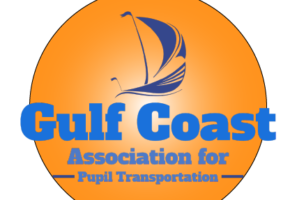 Gulf Coast
Association for
Pupil Transportation